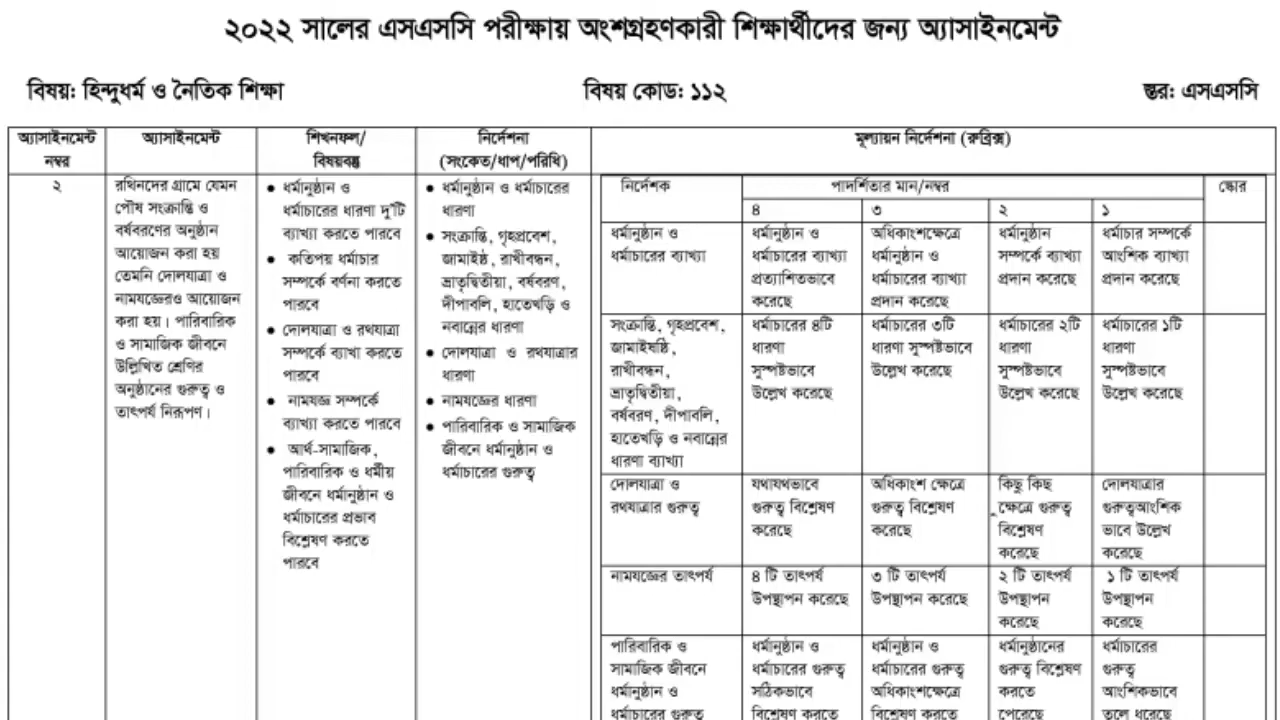 ২০২২ সালের এসএসসি পরীক্ষায় অংশগ্রহণকারী শিক্ষার্থীদের জন্য অ্যাসাইনমেন্ট
বিষয়: হিন্দুধর্ম ও নৈতিক শিক্ষা
বিষয় কোড: ১১২
স্তর: এসএসসি
অ্যাসাইনমেন্ট
নম্বর
অ্যাসাইনমেন্ট
শিখনফল/
বিষয়বস্তু
নির্দেশনা
(সংকেত/ধাপ/পরিধি)
মূল্যায়ন নির্দেশনা (রুব্রিক্স)
২
রথিনদের গ্রামে যেমন
পৌষ সংক্রান্তি ও
বর্ষবরণের অনুষ্ঠান
আয়োজন করা হয়
তেমনি দোলযাত্রা ও
নামযজ্ঞেরও আয়োজন
করা হয়। পারিবারিক
ও সামাজিক জীবনে
উল্লিখিত শ্রেণির
অনুষ্ঠানের গুরুত্ব ও
তাৎপর্য নিরূপণ।
● ধর্মানুষ্ঠান ও
ধর্মাচারের ধারণা দু'টি
ব্যাখ্যা করতে পারবে
● কতিপয় ধর্মাচার
সম্পর্কে বর্ণনা করতে
পারবে
● দোলযাত্রা ও রথযাত্রা
সম্পর্কে ব্যাখা করতে
পারবে
● নামযজ্ঞ সম্পর্কে
ব্যাখ্যা করতে পারবে
● আর্থ-সামাজিক,
পারিবারিক ও ধর্মীয়
জীবনে ধর্মানুষ্ঠান ও
ধর্মাচারের প্রভাব
বিশ্লেষণ করতে
পারবে
● ধর্মানুষ্ঠান ও ধর্মাচারের
ধারণা
● সংক্রান্তি, গৃহপ্রবেশ,
জামাইষ্ঠ, রাখীবন্ধন,
ভ্রাতৃদ্বিতীয়া, বর্ষবরণ,
দীপাবলি, হাতেখড়ি ও
নবান্নের ধারণা
● দোলযাত্রা ও রথযাত্রার
ধারণা
● নামযজ্ঞের ধারণা
● পারিবারিক ও সামাজিক
জীবনে ধর্মানুষ্ঠান ও
ধর্মাচারের গুরুত্ব
নির্দেশক
পাদর্শিতার মান/নম্বর
স্কোর
৪
৩
২
১
ধর্মানুষ্ঠান ও
ধর্মাচারের ব্যাখ্যা
ধর্মানুষ্ঠান ও
ধর্মাচারের ব্যাখ্যা
প্রত্যাশিতভাবে
করেছে
অধিকাংশক্ষেত্রে
ধর্মানুষ্ঠান ও
ধর্মাচারের ব্যাখ্যা
প্রদান করেছে
ধর্মানুষ্ঠান
সম্পর্কে ব্যাখ্যা
প্রদান করেছে
ধর্মাচার সম্পর্কে
আংশিক ব্যাখ্যা
প্রদান করেছে
সংক্রান্তি, গৃহপ্রবেশ,
জামাইষষ্ঠি,
রাখীবন্ধন,
ভ্রাতৃদ্বিতীয়া,
বর্ষবরণ, দীপাবলি,
হাতেখড়ি ও নবান্নের
ধারণা ব্যাখ্যা
ধর্মাচারের ৪টি
ধারণা
সুস্পষ্টভাবে
উল্লেখ করেছে
ধর্মাচারের ৩টি
ধারণা সুস্পষ্টভাবে
উল্লেখ করেছে
ধর্মাচারের ২টি
ধারণা
সুস্পষ্টভাবে
উল্লেখ করেছে
ধর্মাচারের ১টি
ধারণা
সুস্পষ্টভাবে
উল্লেখ করেছে
দোলযাত্রা ও
রথযাত্রার গুরুত্ব
যথাযথভাবে
গুরুত্ব বিশ্লেষণ
করেছে
অধিকাংশ ক্ষেত্রে
গুরুত্ব বিশ্লেষণ
করেছে
কিছু কিছ
ক্ষেত্রে গুরুত্ব
বিশ্লেষণ
করেছে
দোলযাত্রার
গুরুত্বআংশিক
ভাবে উল্লেখ
করেছে
নামযজ্ঞের তাৎপর্য
৪ টি তাৎপর্য
উপস্থাপন করেছে
৩ টি তাৎপর্য
উপস্থাপন করেছে
২ টি তাৎপর্য
উপস্থাপন
করেছে
১ টি তাৎপর্য
উপস্থাপন
করেছে
পারিবারিক ও
সামাজিক জীবনে
ধর্মানুষ্ঠান ও
ধর্মাচারের গুরুত্ব
ধর্মানুষ্ঠান ও
ধর্মাচারের গুরুত্ব
সঠিকভাবে
বিশ্লেষণ করতে
ধর্মানুষ্ঠান ও
ধর্মাচারের গুরুত্ব
অধিকাংশক্ষেত্রে
বিশ্লেষণ করতে
ধর্মানুষ্ঠানের
গুরুত্ব বিশ্লেষণ
করতে
পেরেছে
ধর্মাচারের
গুরুত্ব
আংশিকভাবে
তুলে ধরেছে